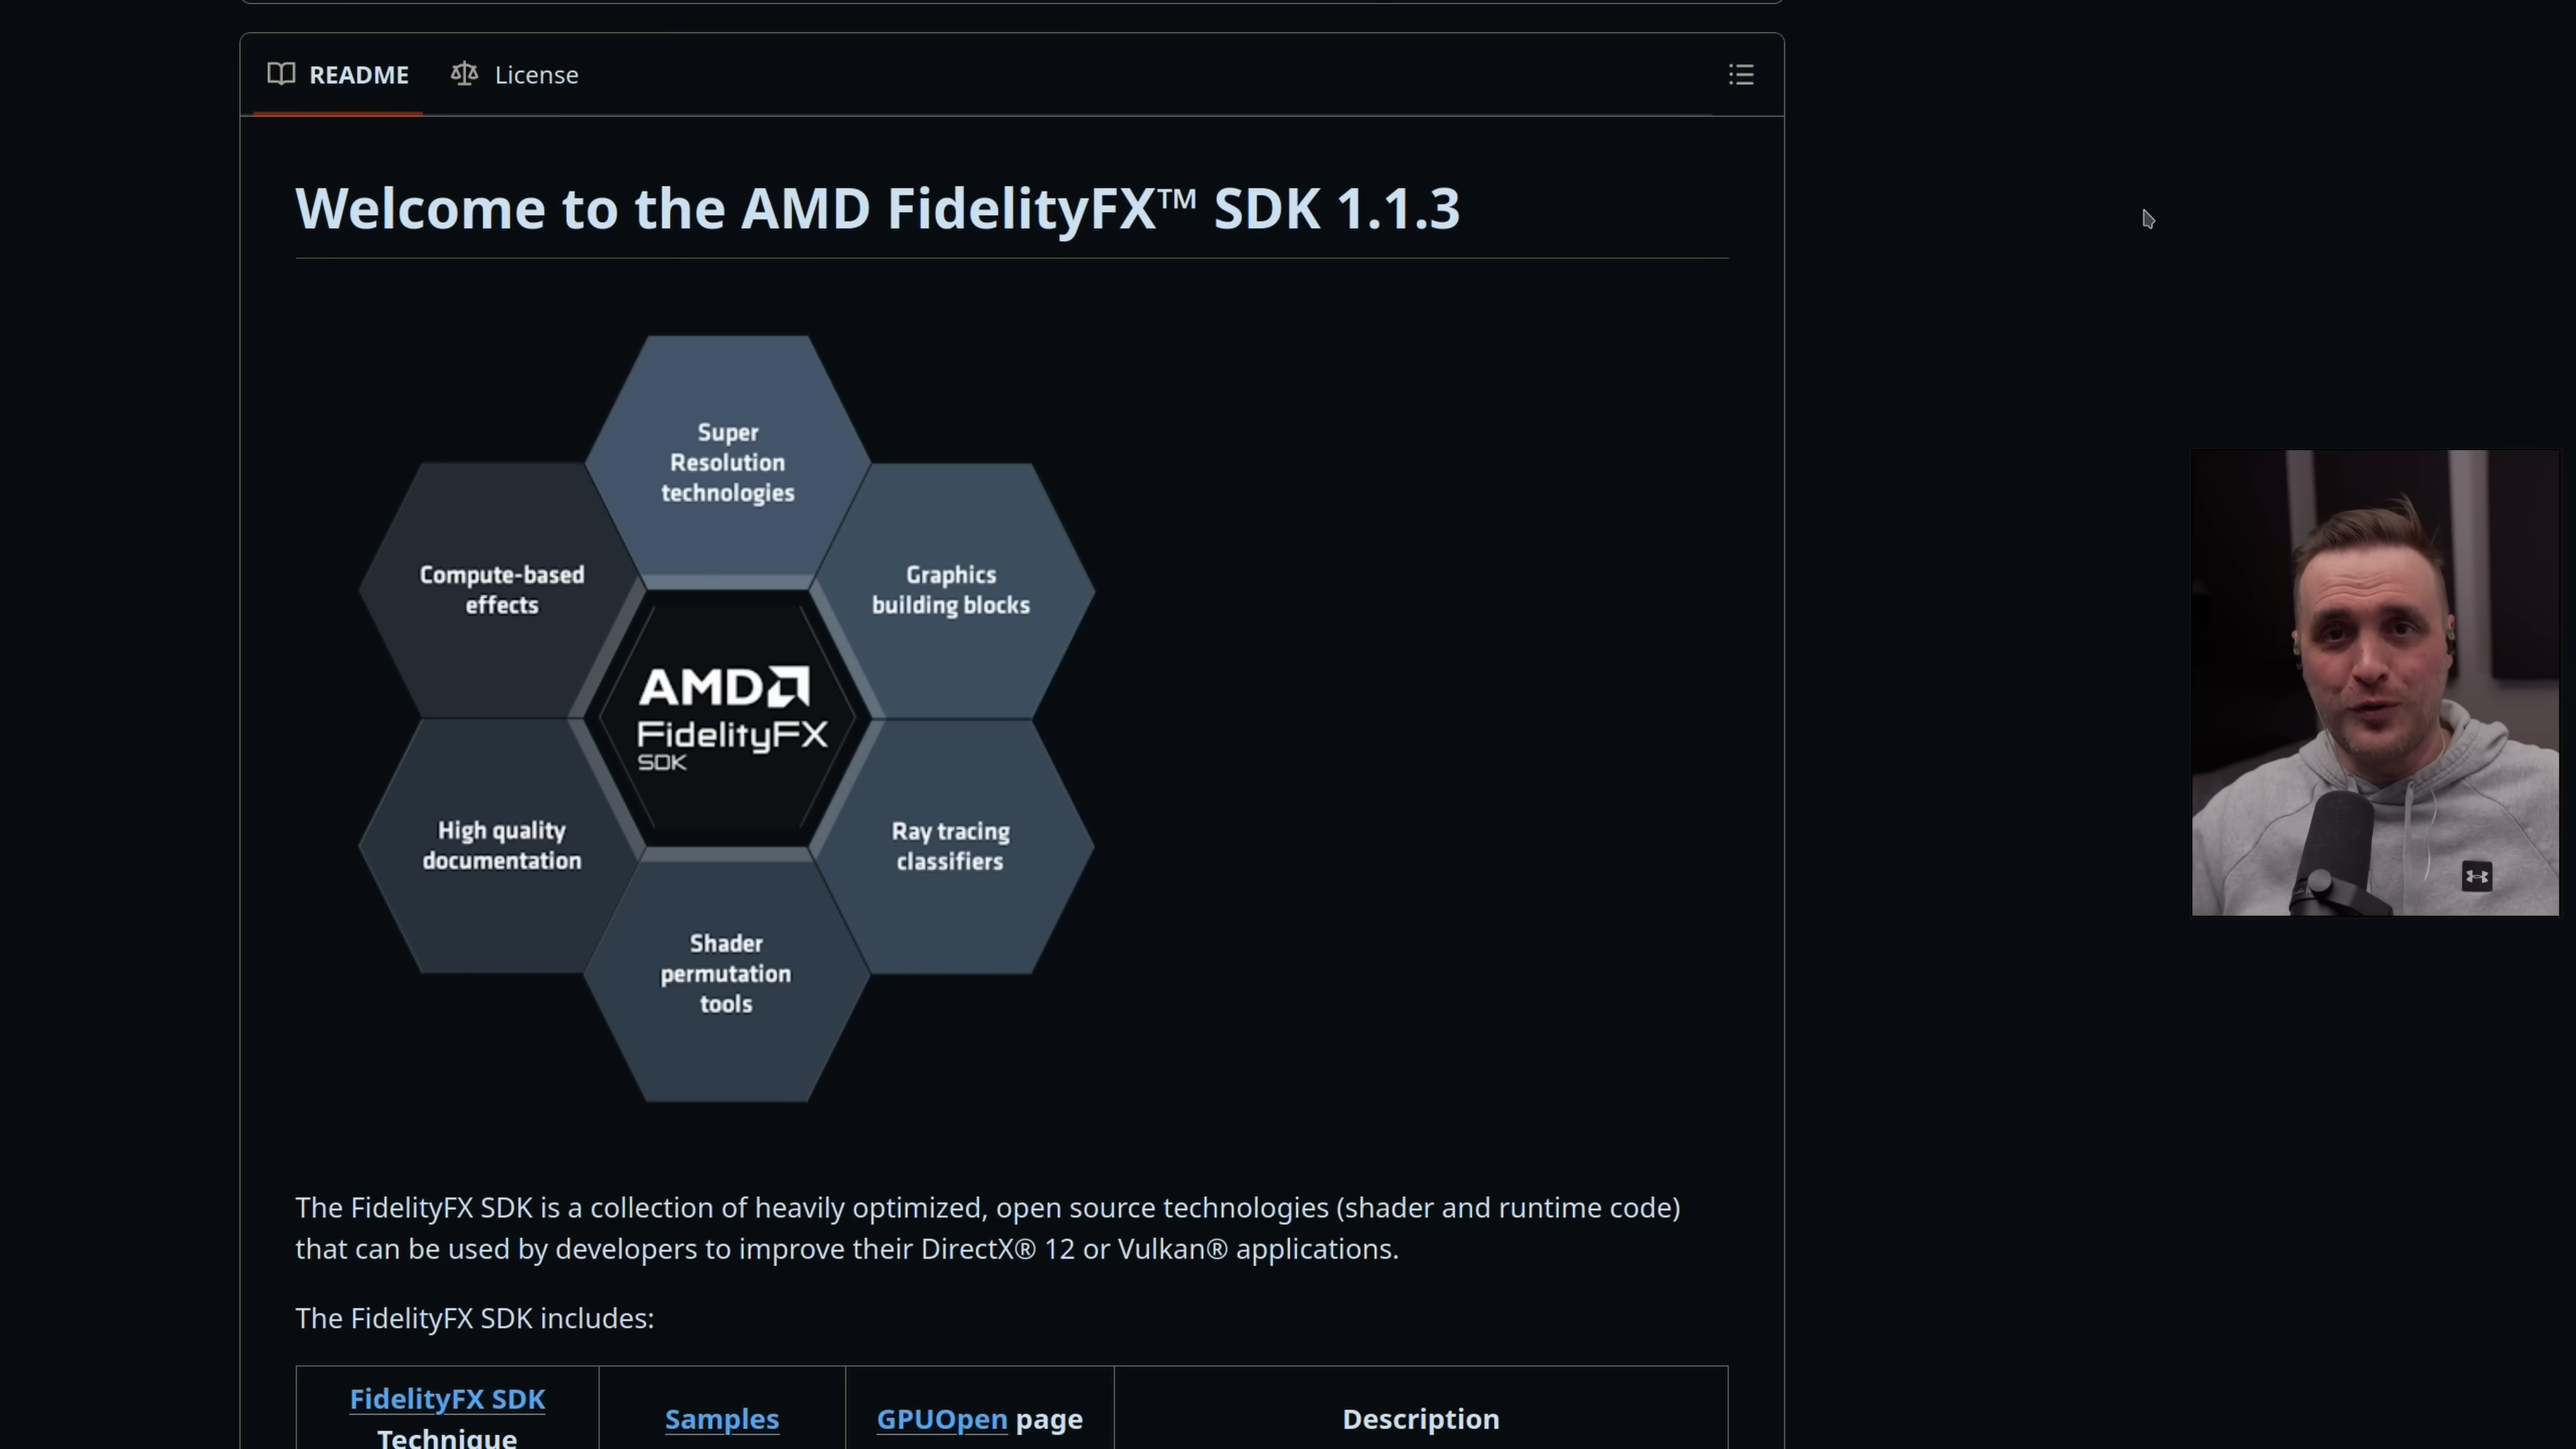 README
License
Welcome to the AMD FidelityFX™ SDK 1.1.3
Super
Resolution
technologies
Compute-based
effects
Graphics
building blocks
AMD
FidelityFX
SDK
High quality
documentation
Ray tracing
classifiers
Shader
permutation
tools
The FidelityFX SDK is a collection of heavily optimized, open source technologies (shader and runtime code)
that can be used by developers to improve their DirectX® 12 or Vulkan® applications.
The FidelityFX SDK includes:
FidelityFX SDK
Technique
Samples
GPUOpen page
Description